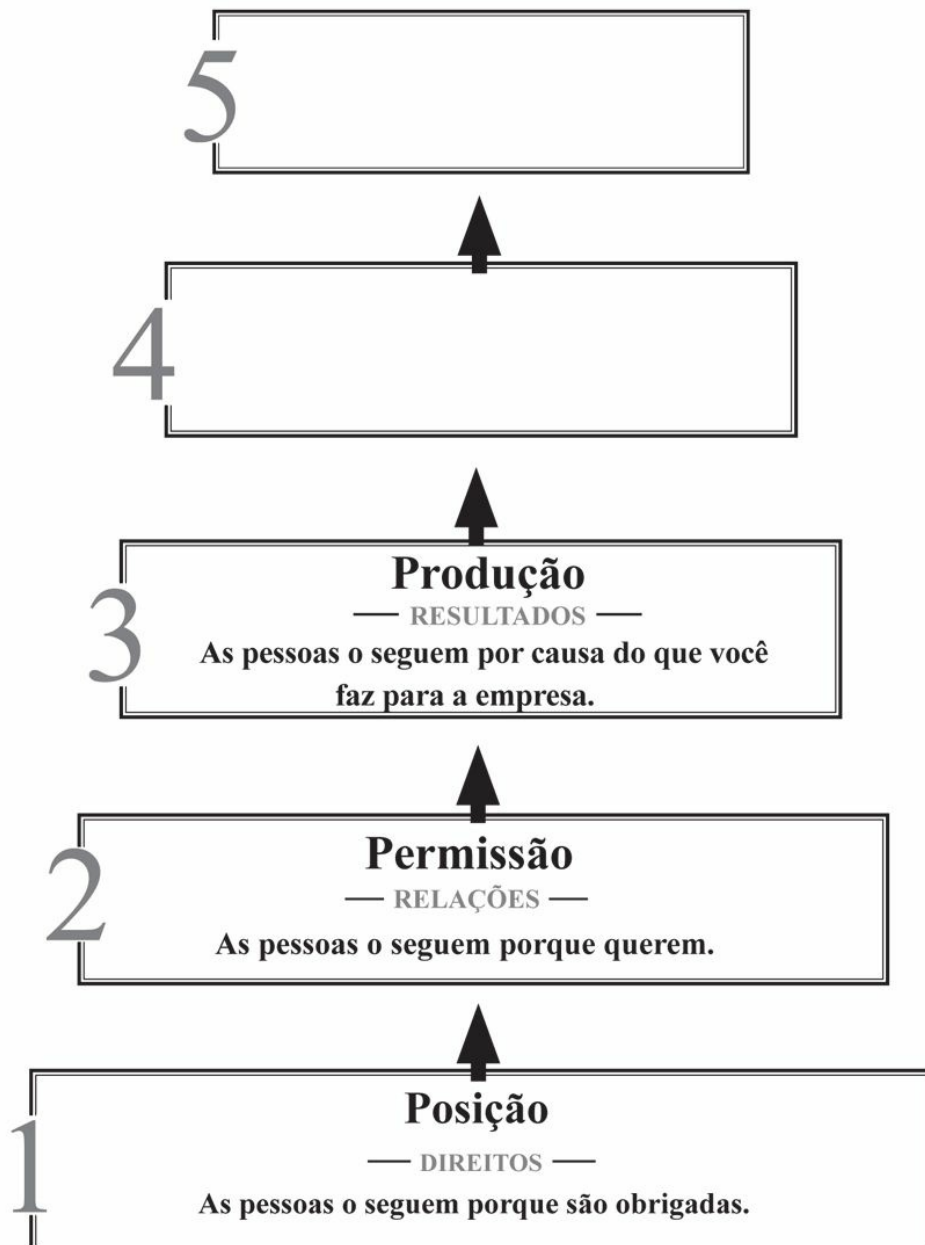 5
4
3
Produção
RESULTADOS
As pessoas o seguem por causa do que você
faz para a empresa.
2
Permissão
RELAÇÕES
As pessoas o seguem porque querem.
1
Posição
DIREITOS
As pessoas o seguem porque são obrigadas.